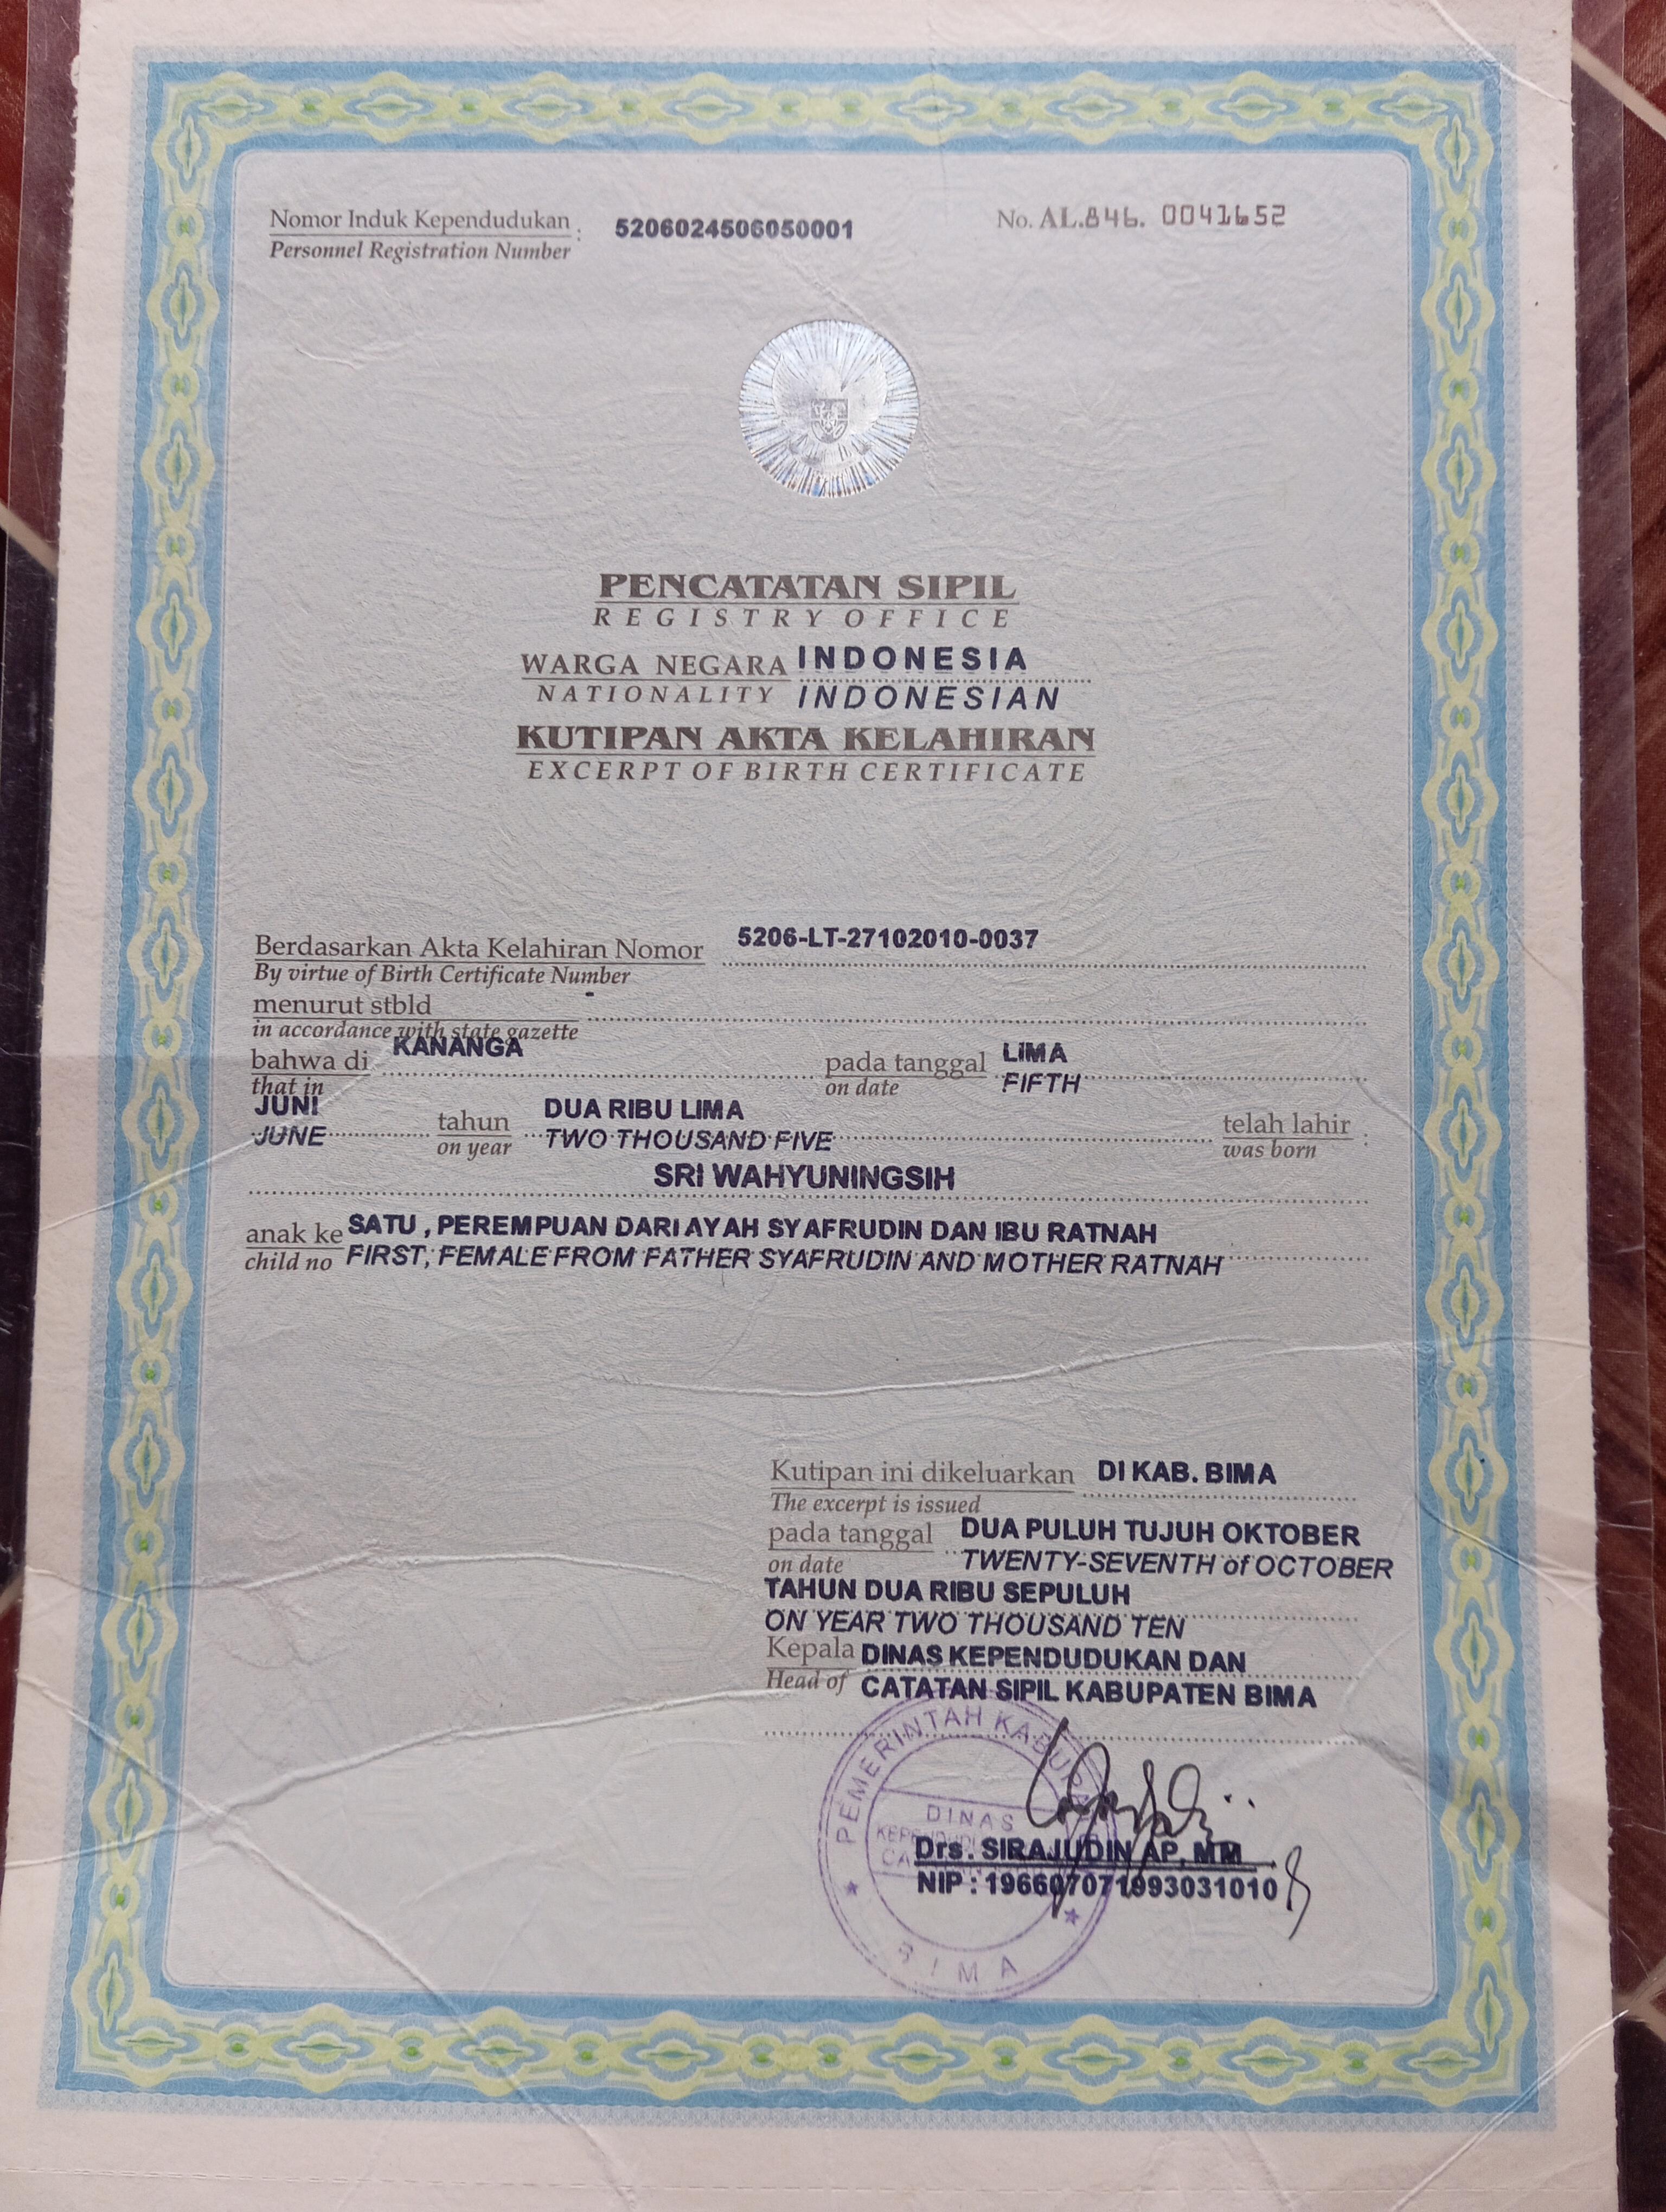 Nomor Induk Kependudukan : 5206024506050001
Personnel Registration Number
No. AL.846. 0041652
PENCATATAN SIPIL
REGISTRY OFFICE
WARGA NEGARA INDONESIA
NATIONALITY INDONESIAN
KUTIPAN AKTA KELAHIRAN
EXCERPT OF BIRTH CERTIFICATE
Berdasarkan Akta Kelahiran Nomor 5206-LT-27102010-0037
By virtue of Birth Certificate Number
menurut stbld -
in accordance with state gazette
bahwa di KANANGA pada tanggal LIMA
that in on date FIFTH
JUNI tahun DUA RIBU LIMA telah lahir :
JUNE on year TWO THOUSAND FIVE was born
SRI WAHYUNINGSIH
anak ke SATU , PEREMPUAN DARI AYAH SYAFRUDIN DAN IBU RATNAH
child no FIRST, FEMALE FROM FATHER SYAFRUDIN AND MOTHER RATNAH
Kutipan ini dikeluarkan DI KAB. BIMA
The excerpt is issued
pada tanggal DUA PULUH TUJUH OKTOBER
on date TWENTY-SEVENTH of OCTOBER
TAHUN DUA RIBU SEPULUH
ON YEAR TWO THOUSAND TEN
Kepala DINAS KEPENDUDUKAN DAN
Head of CATATAN SIPIL KABUPATEN BIMA
PEMERINTAH
DINAS
Drs. SIRAJUDIN AP, MM
NIP : 196607071993031010
BIMA